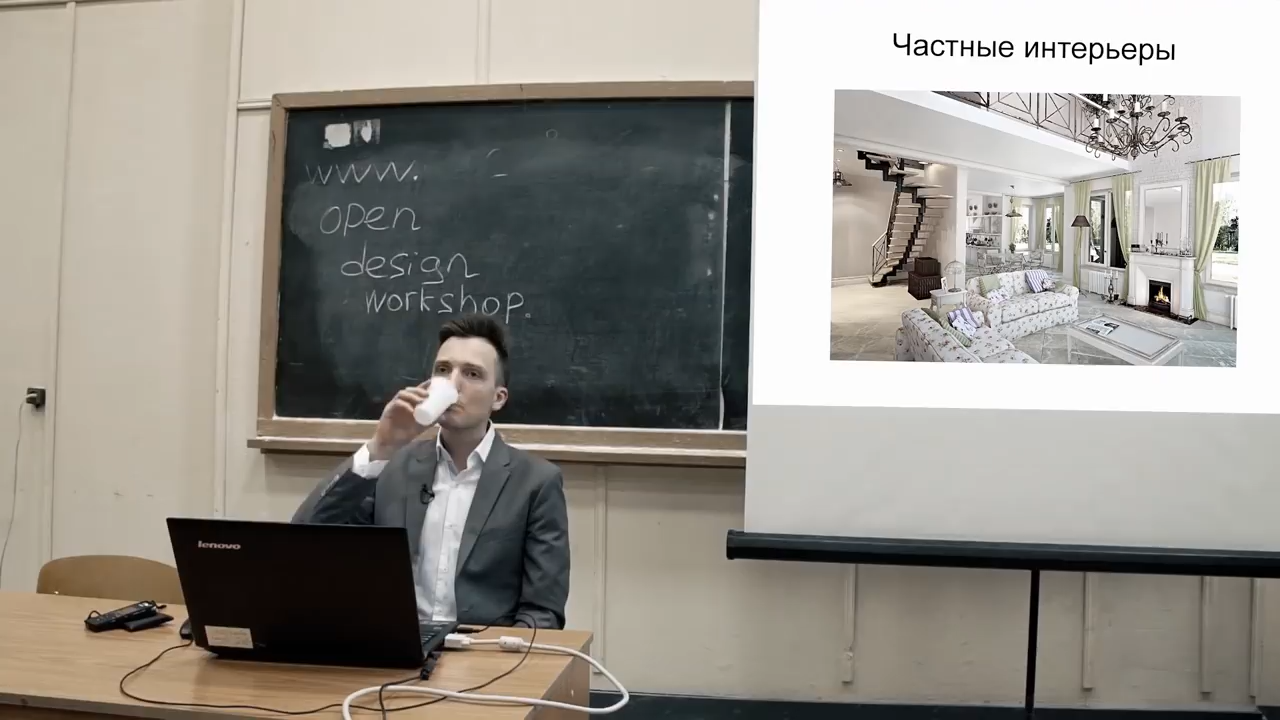 www.
open
design
workshop.
Частные интерьеры
lenovo